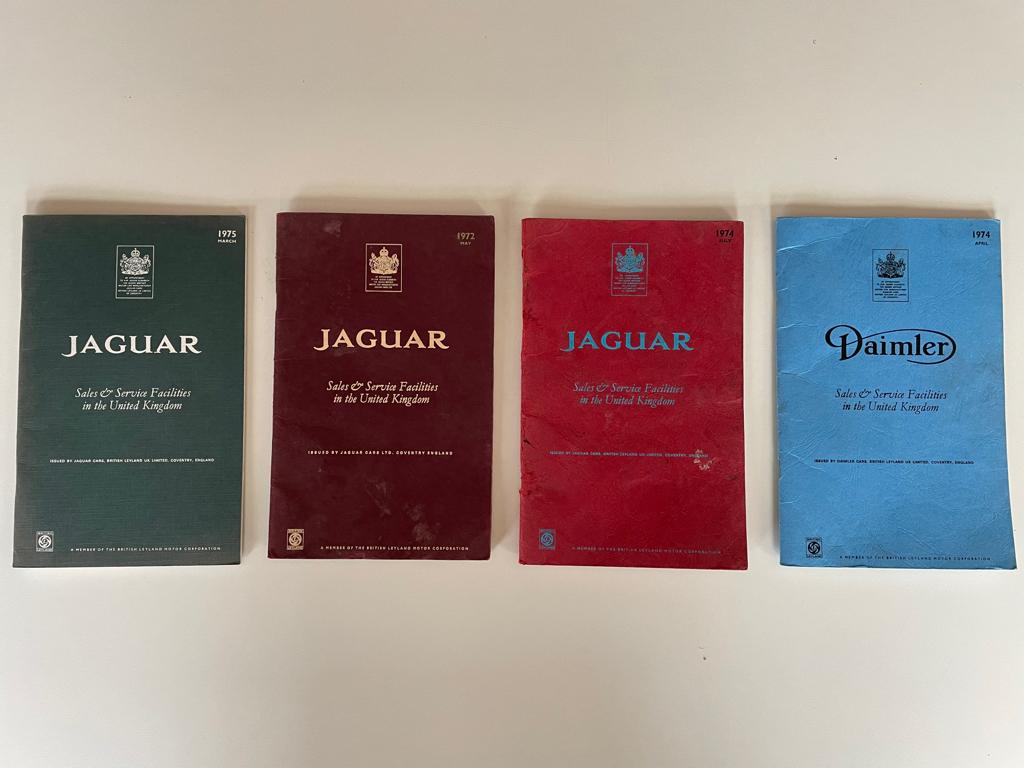 1975
MARCH
JAGUAR
Sales & Service Facilities
in the United Kingdom
ISSUED BY JAGUAR CARS, BRITISH LEYLAND UK LIMITED, COVENTRY, ENGLAND
A MEMBER OF THE BRITISH LEYLAND MOTOR CORPORATION
1972
MAY
JAGUAR
Sales & Service Facilities
in the United Kingdom
ISSUED BY JAGUAR CARS LTD. COVENTRY ENGLAND
A MEMBER OF THE BRITISH LEYLAND MOTOR CORPORATION
1974
JULY
JAGUAR
Sales & Service Facilities
in the United Kingdom
ISSUED BY JAGUAR CARS, BRITISH LEYLAND UK LIMITED, COVENTRY, ENGLAND
A MEMBER OF THE BRITISH LEYLAND MOTOR CORPORATION
1974
APRIL
Daimler
Sales & Service Facilities
in the United Kingdom
ISSUED BY DAIMLER CARS, BRITISH LEYLAND UK LIMITED, COVENTRY, ENGLAND
A MEMBER OF THE BRITISH LEYLAND MOTOR CORPORATION